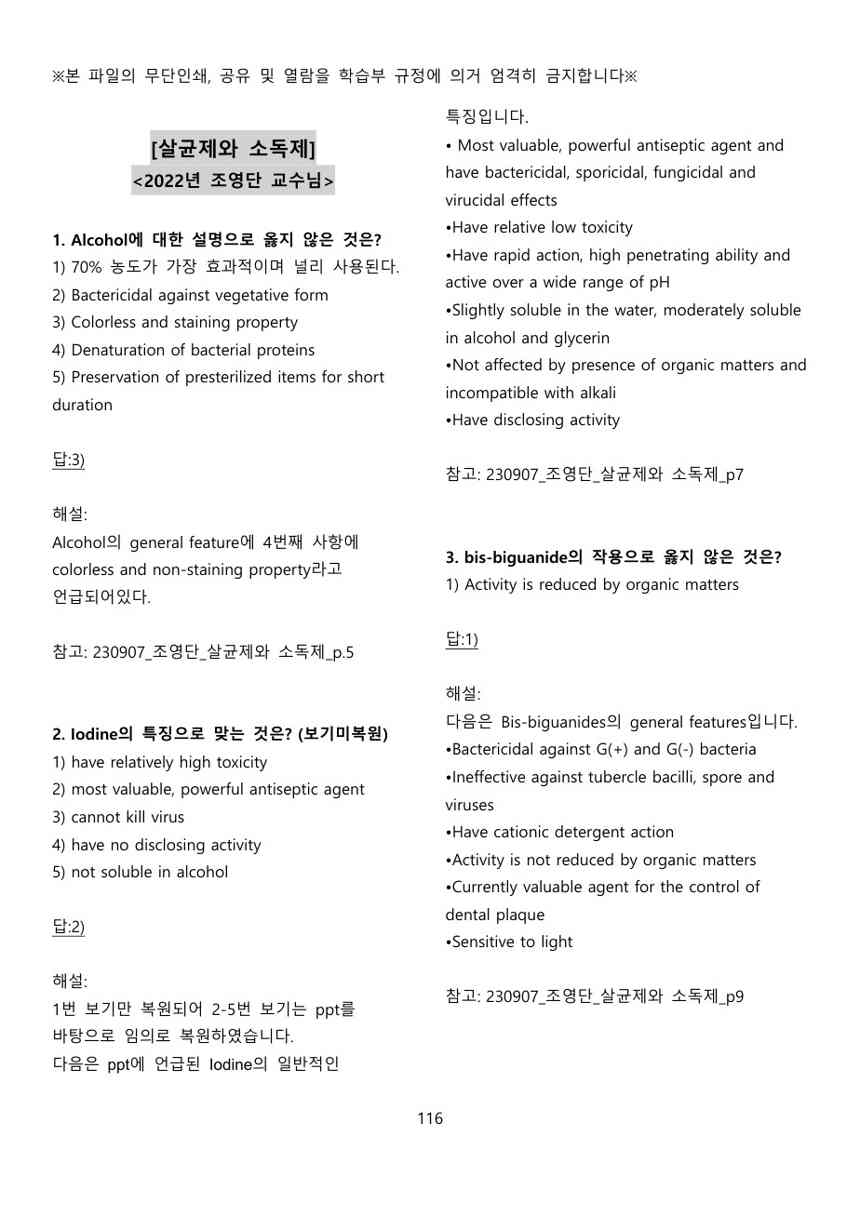 ※본 파일의 무단인쇄, 공유 및 열람을 학습부 규정에 의거 엄격히 금지합니다※
[살균제와 소독제]
<2022년 조영단 교수님>
1. Alcohol에 대한 설명으로 옳지 않은 것은?
1) 70% 농도가 가장 효과적이며 널리 사용된다.
2) Bactericidal against vegetative form
3) Colorless and staining property
4) Denaturation of bacterial proteins
5) Preservation of presterilized items for short
duration
답:3)
해설:
Alcohol의 general feature에 4번째 사항에
colorless and non-staining property라고
언급되어있다.
참고: 230907_조영단_살균제와 소독제_p.5
2. Iodine의 특징으로 맞는 것은? (보기미복원)
1) have relatively high toxicity
2) most valuable, powerful antiseptic agent
3) cannot kill virus
4) have no disclosing activity
5) not soluble in alcohol
답:2)
해설:
1번 보기만 복원되어 2-5번 보기는 ppt를
바탕으로 임의로 복원하였습니다.
다음은 ppt에 언급된 Iodine의 일반적인
특징입니다.
• Most valuable, powerful antiseptic agent and
have bactericidal, sporicidal, fungicidal and
virucidal effects
•Have relative low toxicity
•Have rapid action, high penetrating ability and
active over a wide range of pH
•Slightly soluble in the water, moderately soluble
in alcohol and glycerin
•Not affected by presence of organic matters and
incompatible with alkali
•Have disclosing activity
참고: 230907_조영단_살균제와 소독제_p7
3. bis-biguanide의 작용으로 옳지 않은 것은?
1) Activity is reduced by organic matters
답:1)
해설:
다음은 Bis-biguanides의 general features입니다.
•Bactericidal against G(+) and G(-) bacteria
•Ineffective against tubercle bacilli, spore and
viruses
•Have cationic detergent action
•Activity is not reduced by organic matters
•Currently valuable agent for the control of
dental plaque
•Sensitive to light
참고: 230907_조영단_살균제와 소독제_p9
116